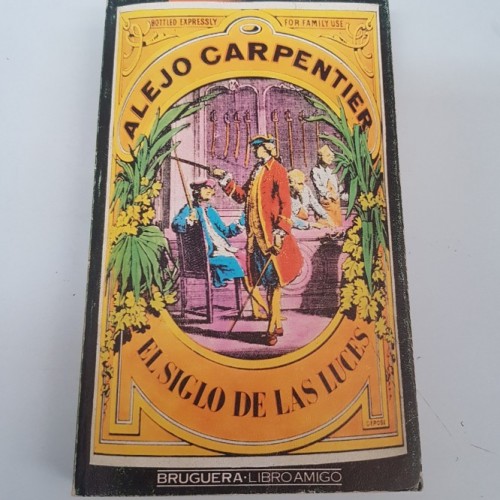 BOTTLED EXPRESSLY FOR FAMILY USE
ALEJO CARPENTIER
EL SIGLO DE LAS LUCES
BRUGUERA·LIBRO AMIGO